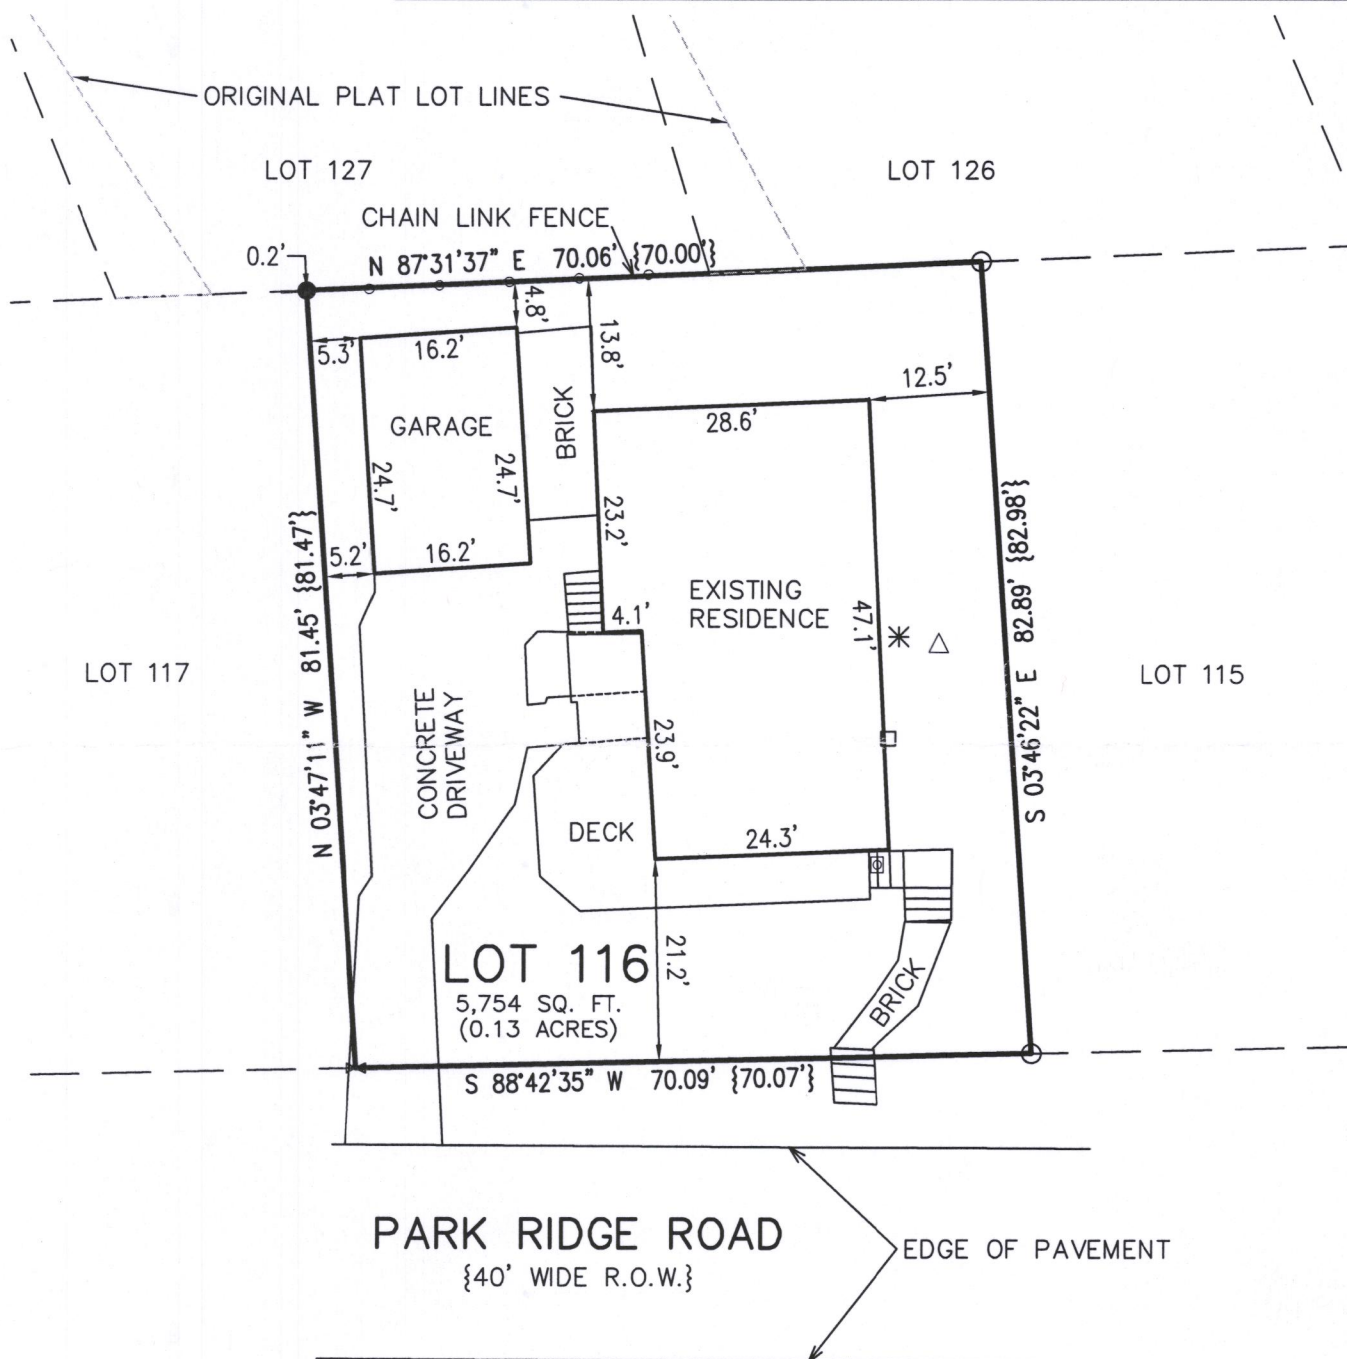 ORIGINAL PLAT LOT LINES
LOT 127
LOT 126
CHAIN LINK FENCE
0.2'
N 87°31'37" E 70.06' {70.00'}
4.8'
13.8'
5.3'
16.2'
12.5'
28.6'
GARAGE
BRICK
24.7'
24.7'
23.2'
5.2'
16.2'
N 03°47'11" W 81.45' {81.47'}
S 03°46'22" E 82.89' {82.98'}
EXISTING
RESIDENCE
4.1'
47.1'
LOT 117
LOT 115
CONCRETE
DRIVEWAY
23.9'
DECK
24.3'
LOT 116
5,754 SQ. FT.
(0.13 ACRES)
21.2'
BRICK
S 88°42'35" W 70.09' {70.07'}
PARK RIDGE ROAD
{40' WIDE R.O.W.}
EDGE OF PAVEMENT